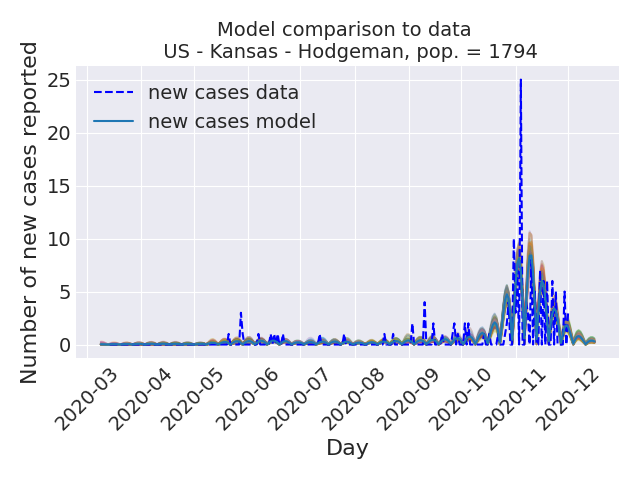 Model comparison to data
US - Kansas - Hodgeman, pop. = 1794
Number of new cases reported
25
20
15
10
5
0
new cases data
new cases model
2020-03
2020-04
2020-05
2020-06
2020-07
2020-08
2020-09
2020-10
2020-11
2020-12
Day